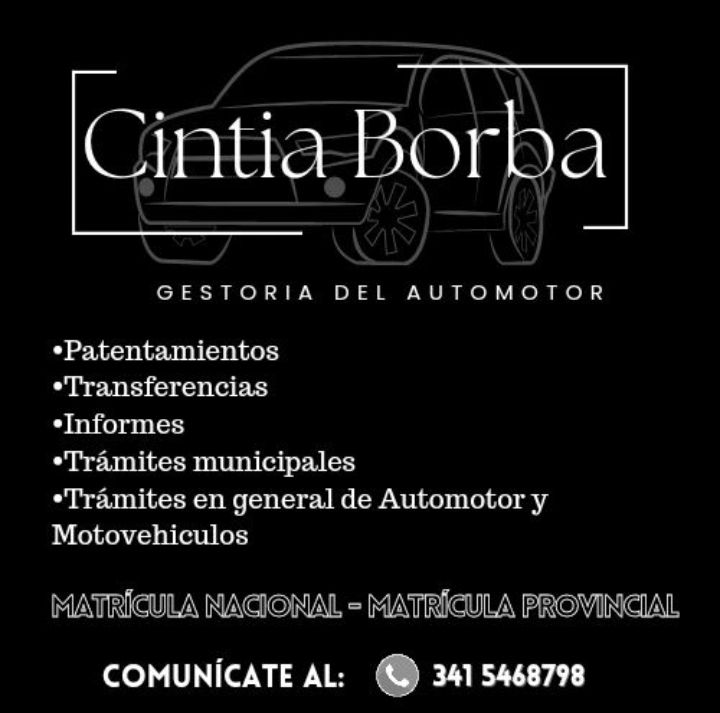 Cintia Borba
GESTORIA DEL AUTOMOTOR
•Patentamientos
•Transferencias
•Informes
•Trámites municipales
•Trámites en general de Automotor y
Motovehiculos
MATRÍCULA NACIONAL - MATRÍCULA PROVINCIAL
COMUNÍCATE AL: 341 5468798